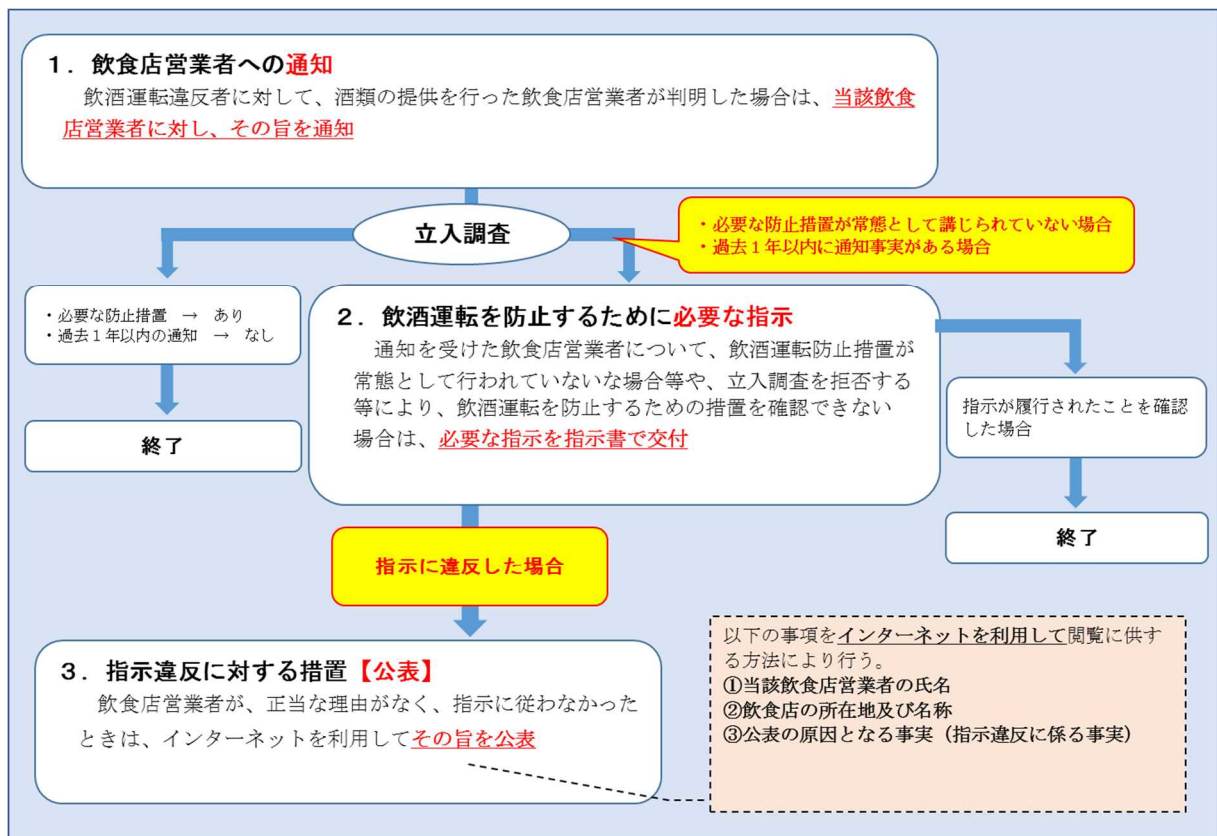 １．飲食店営業者への通知
飲酒運転違反者に対して、酒類の提供を行った飲食店営業者が判明した場合は、当該飲食
店営業者に対し、その旨を通知
立入調査
・必要な防止措置が常態として講じられていない場合
・過去１年以内に通知事実がある場合
・必要な防止措置 → あり
・過去１年以内の通知 → なし
終了
２．飲酒運転を防止するために必要な指示
通知を受けた飲食店営業者について、飲酒運転防止措置が
常態として行われていないな場合等や、立入調査を拒否する
等により、飲酒運転を防止するための措置を確認できない
場合は、必要な指示を指示書で交付
指示が履行されたことを確認
した場合
終了
指示に違反した場合
３．指示違反に対する措置【公表】
飲食店営業者が、正当な理由がなく、指示に従わなかった
ときは、インターネットを利用してその旨を公表
以下の事項をインターネットを利用して閲覧に供す
る方法により行う。
①当該飲食店営業者の氏名
②飲食店の所在地及び名称
③公表の原因となる事実（指示違反に係る事実）